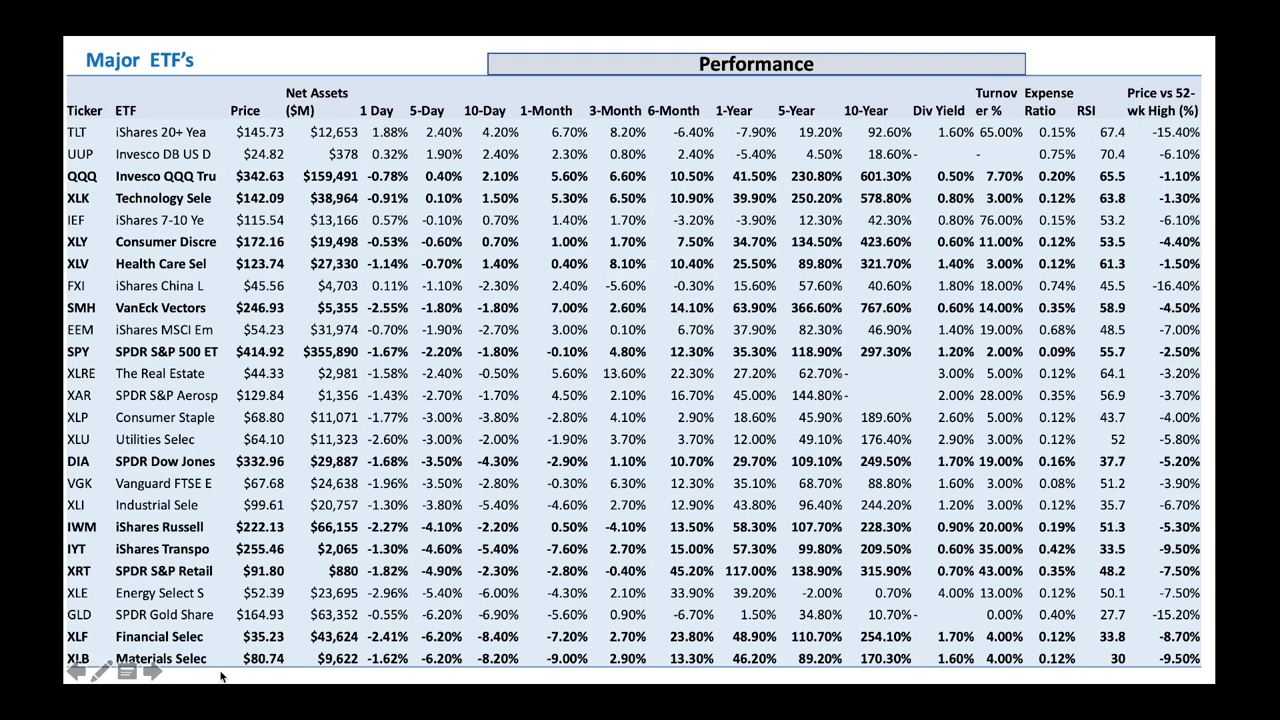 Major ETF's
Performance
Ticker ETF Price Net Assets ($M) 1 Day 5-Day 10-Day 1-Month 3-Month 6-Month 1-Year 5-Year 10-Year Div Yield Turnover % Expense Ratio RSI Price vs 52-wk High (%)
TLT iShares 20+ Yea $145.73 $12,653 1.88% 2.40% 4.20% 6.70% 8.20% -6.40% -7.90% 19.20% 92.60% 1.60% 65.00% 0.15% 67.4 -15.40%
UUP Invesco DB US D $24.82 $378 0.32% 1.90% 2.40% 2.30% 0.80% 2.40% -5.40% 4.50% 18.60% - - 0.75% 70.4 -6.10%
QQQ Invesco QQQ Tru $342.63 $159,491 -0.78% 0.40% 2.10% 5.60% 6.60% 10.50% 41.50% 230.80% 601.30% 0.50% 7.70% 0.20% 65.5 -1.10%
XLK Technology Sele $142.09 $38,964 -0.91% 0.10% 1.50% 5.30% 6.50% 10.90% 39.90% 250.20% 578.80% 0.80% 3.00% 0.12% 63.8 -1.30%
IEF iShares 7-10 Ye $115.54 $13,166 0.57% -0.10% 0.70% 1.40% 1.70% -3.20% -3.90% 12.30% 42.30% 0.80% 76.00% 0.15% 53.2 -6.10%
XLY Consumer Discre $172.16 $19,498 -0.53% -0.60% 0.70% 1.00% 1.70% 7.50% 34.70% 134.50% 423.60% 0.60% 11.00% 0.12% 53.5 -4.40%
XLV Health Care Sel $123.74 $27,330 -1.14% -0.70% 1.40% 0.40% 8.10% 10.40% 25.50% 89.80% 321.70% 1.40% 3.00% 0.12% 61.3 -1.50%
FXI iShares China L $45.56 $4,703 0.11% -1.10% -2.30% 2.40% -5.60% -0.30% 15.60% 57.60% 40.60% 1.80% 18.00% 0.74% 45.5 -16.40%
SMH VanEck Vectors $246.93 $5,355 -2.55% -1.80% -1.80% 7.00% 2.60% 14.10% 63.90% 366.60% 767.60% 0.60% 14.00% 0.35% 58.9 -4.50%
EEM iShares MSCI Em $54.23 $31,974 -0.70% -1.90% -2.70% 3.00% 0.10% 6.70% 37.90% 82.30% 46.90% 1.40% 19.00% 0.68% 48.5 -7.00%
SPY SPDR S&P 500 ET $414.92 $355,890 -1.67% -2.20% -1.80% -0.10% 4.80% 12.30% 35.30% 118.90% 297.30% 1.20% 2.00% 0.09% 55.7 -2.50%
XLRE The Real Estate $44.33 $2,981 -1.58% -2.40% -0.50% 5.60% 13.60% 22.30% 27.20% 62.70% - 3.00% 5.00% 0.12% 64.1 -3.20%
XAR SPDR S&P Aerosp $129.84 $1,356 -1.43% -2.70% -1.70% 4.50% 2.10% 16.70% 45.00% 144.80% - 2.00% 28.00% 0.35% 56.9 -3.70%
XLP Consumer Staple $68.80 $11,071 -1.77% -3.00% -3.80% -2.80% 4.10% 2.90% 18.60% 45.90% 189.60% 2.60% 5.00% 0.12% 43.7 -4.00%
XLU Utilities Selec $64.10 $11,323 -2.60% -3.00% -2.00% -1.90% 3.70% 3.70% 12.00% 49.10% 176.40% 2.90% 3.00% 0.12% 52 -5.80%
DIA SPDR Dow Jones $332.96 $29,887 -1.68% -3.50% -4.30% -2.90% 1.10% 10.70% 29.70% 109.10% 249.50% 1.70% 19.00% 0.16% 37.7 -5.20%
VGK Vanguard FTSE E $67.68 $24,638 -1.96% -3.50% -2.80% -0.30% 6.30% 12.30% 35.10% 68.70% 88.80% 1.60% 3.00% 0.08% 51.2 -3.90%
XLI Industrial Sele $99.61 $20,757 -1.30% -3.80% -5.40% -4.60% 2.70% 12.90% 43.80% 96.40% 244.20% 1.20% 3.00% 0.12% 35.7 -6.70%
IWM iShares Russell $222.13 $66,155 -2.27% -4.10% -2.20% 0.50% -4.10% 13.50% 58.30% 107.70% 228.30% 0.90% 20.00% 0.19% 51.3 -5.30%
IYT iShares Transpo $255.46 $2,065 -1.30% -4.60% -5.40% -7.60% 2.70% 15.00% 57.30% 99.80% 209.50% 0.60% 35.00% 0.42% 33.5 -9.50%
XRT SPDR S&P Retail $91.80 $880 -1.82% -4.90% -2.30% -2.80% -0.40% 45.20% 117.00% 138.90% 315.90% 0.70% 43.00% 0.35% 48.2 -7.50%
XLE Energy Select S $52.39 $23,695 -2.96% -5.40% -6.00% -4.30% 2.10% 33.90% 39.20% -2.00% 0.70% 4.00% 13.00% 0.12% 50.1 -7.50%
GLD SPDR Gold Share $164.93 $63,352 -0.55% -6.20% -6.90% -5.60% 0.90% -6.70% 1.50% 34.80% 10.70% - 0.00% 0.40% 27.7 -15.20%
XLF Financial Selec $35.23 $43,624 -2.41% -6.20% -8.40% -7.20% 2.70% 23.80% 48.90% 110.70% 254.10% 1.70% 4.00% 0.12% 33.8 -8.70%
XLB Materials Selec $80.74 $9,622 -1.62% -6.20% -8.20% -9.00% 2.90% 13.30% 46.20% 89.20% 170.30% 1.60% 4.00% 0.12% 30 -9.50%